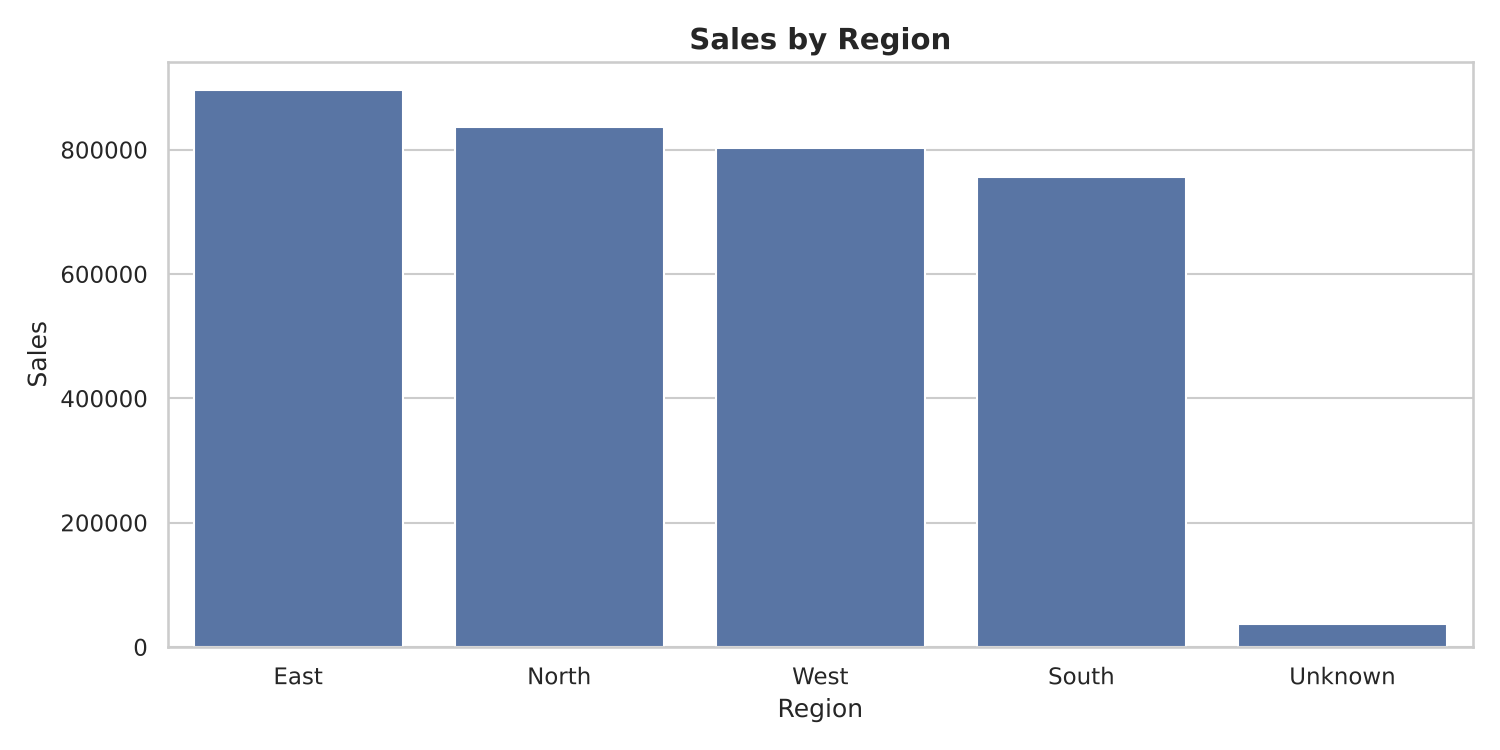 Sales by Region
800000
600000
400000
200000
0
Sales
East North West South Unknown
Region